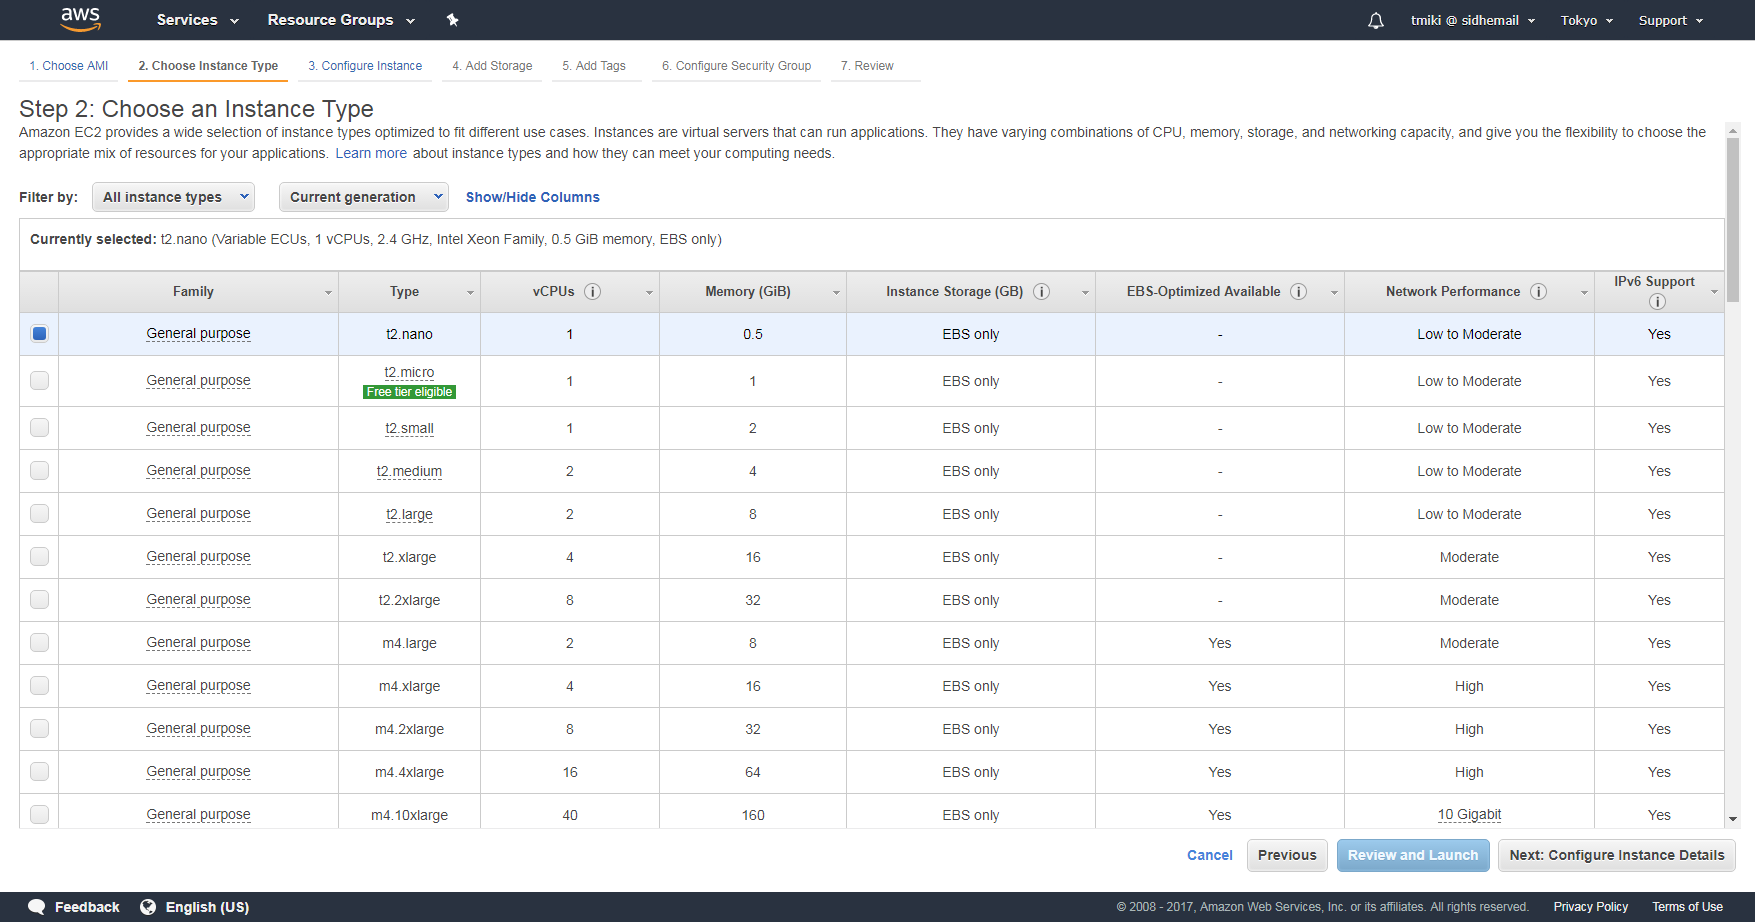 aws Services Resource Groups tmiki @ sidhemail Tokyo Support
1. Choose AMI 2. Choose Instance Type 3. Configure Instance 4. Add Storage 5. Add Tags 6. Configure Security Group 7. Review
Step 2: Choose an Instance Type
Amazon EC2 provides a wide selection of instance types optimized to fit different use cases. Instances are virtual servers that can run applications. They have varying combinations of CPU, memory, storage, and networking capacity, and give you the flexibility to choose the
appropriate mix of resources for your applications. Learn more about instance types and how they can meet your computing needs.
Filter by: All instance types Current generation Show/Hide Columns
Currently selected: t2.nano (Variable ECUs, 1 vCPUs, 2.4 GHz, Intel Xeon Family, 0.5 GiB memory, EBS only)
Family Type vCPUs i Memory (GiB) Instance Storage (GB) i EBS-Optimized Available i Network Performance i IPv6 Support i
General purpose t2.nano 1 0.5 EBS only - Low to Moderate Yes
General purpose t2.micro 1 1 EBS only - Low to Moderate Yes
Free tier eligible
General purpose t2.small 1 2 EBS only - Low to Moderate Yes
General purpose t2.medium 2 4 EBS only - Low to Moderate Yes
General purpose t2.large 2 8 EBS only - Low to Moderate Yes
General purpose t2.xlarge 4 16 EBS only - Moderate Yes
General purpose t2.2xlarge 8 32 EBS only - Moderate Yes
General purpose m4.large 2 8 EBS only Yes Moderate Yes
General purpose m4.xlarge 4 16 EBS only Yes High Yes
General purpose m4.2xlarge 8 32 EBS only Yes High Yes
General purpose m4.4xlarge 16 64 EBS only Yes High Yes
General purpose m4.10xlarge 40 160 EBS only Yes 10 Gigabit Yes
Cancel Previous Review and Launch Next: Configure Instance Details
Feedback English (US) © 2008 - 2017, Amazon Web Services, Inc. or its affiliates. All rights reserved. Privacy Policy Terms of Use